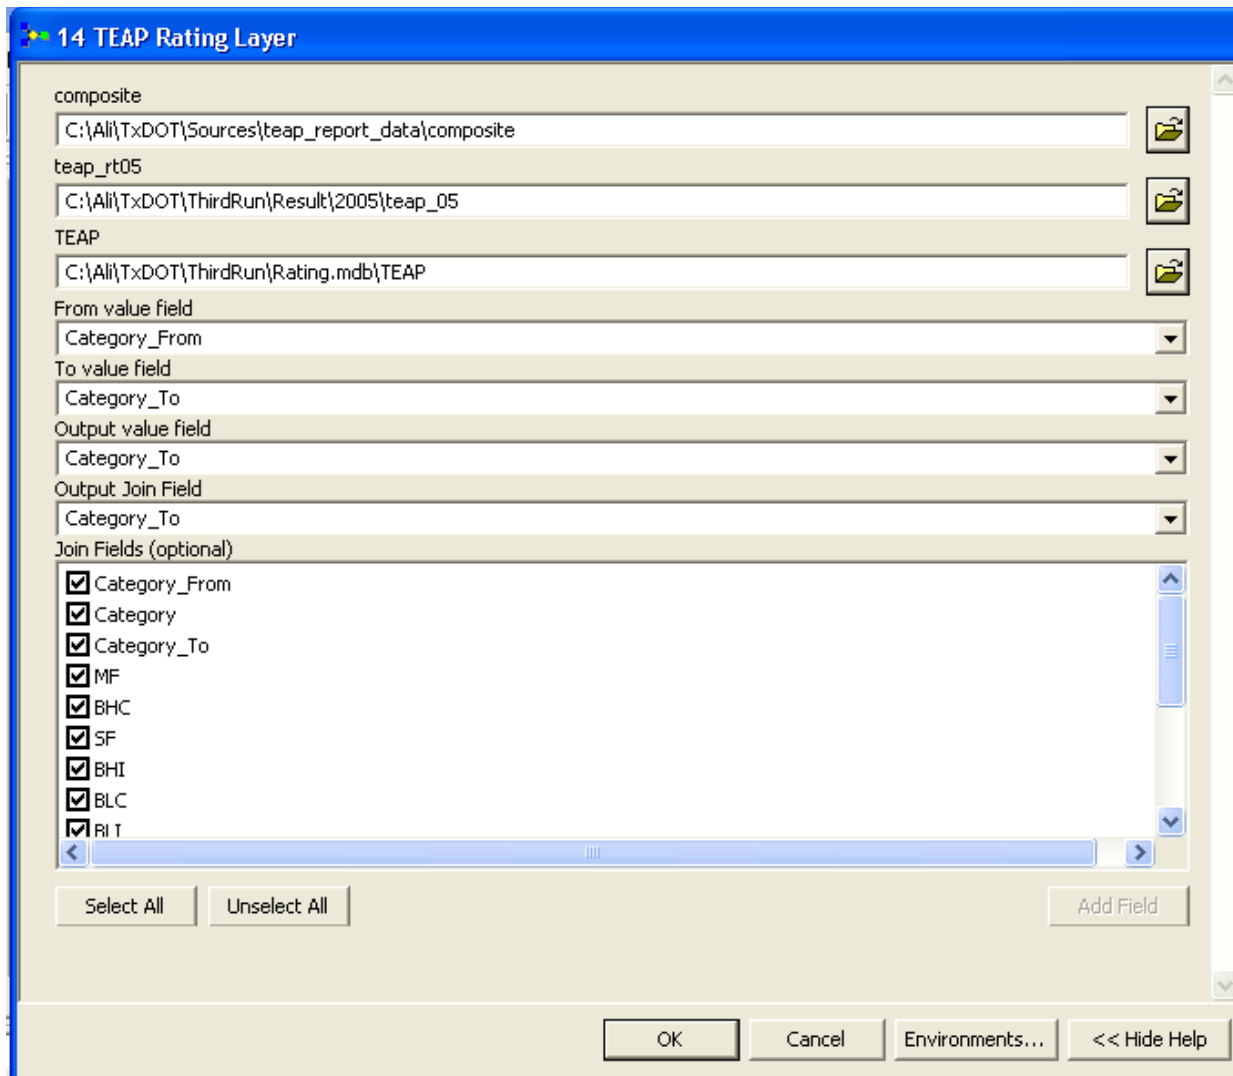 14 TEAP Rating Layer
composite
C:\Ali\TxDOT\Sources\teap_report_data\composite
teap_rt05
C:\Ali\TxDOT\ThirdRun\Result\2005\teap_05
TEAP
C:\Ali\TxDOT\ThirdRun\Rating.mdb\TEAP
From value field
Category_From
To value field
Category_To
Output value field
Category_To
Output Join Field
Category_To
Join Fields (optional)
Category_From
Category
Category_To
MF
BHC
SF
BHI
BLC
BLI
Select All Unselect All Add Field
OK Cancel Environments... << Hide Help